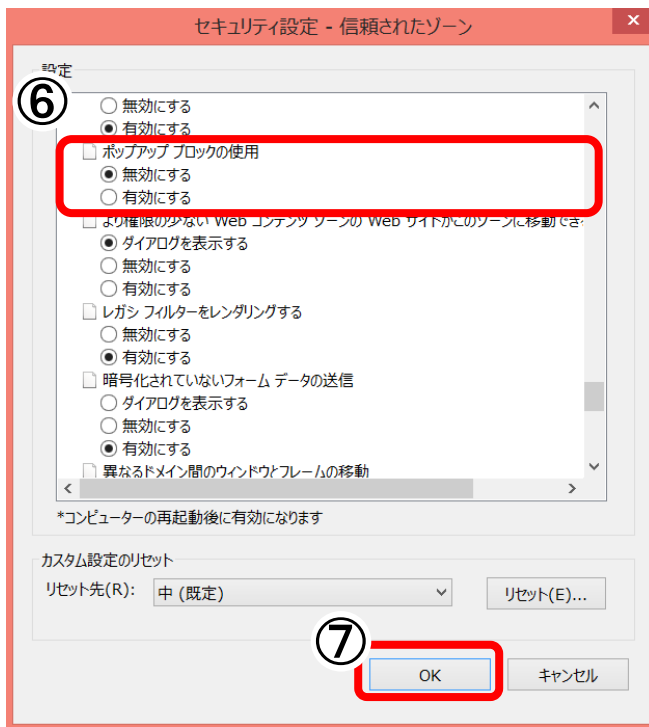 セキュリティ設定 - 信頼されたゾーン
×
設定
⑥
無効にする
有効にする
ポップアップ ブロックの使用
無効にする
有効にする
より権限の少ない Web コンテンツ ゾーンの Web サイトがこのゾーンに移動でき
ダイアログを表示する
無効にする
有効にする
レガシ フィルターをレンダリングする
無効にする
有効にする
暗号化されていないフォーム データの送信
ダイアログを表示する
無効にする
有効にする
異なるドメイン間のウィンドウとフレームの移動
*コンピューターの再起動後に有効になります
カスタム設定のリセット
リセット先(R): 中 (既定) リセット(E)...
⑦
OK キャンセル